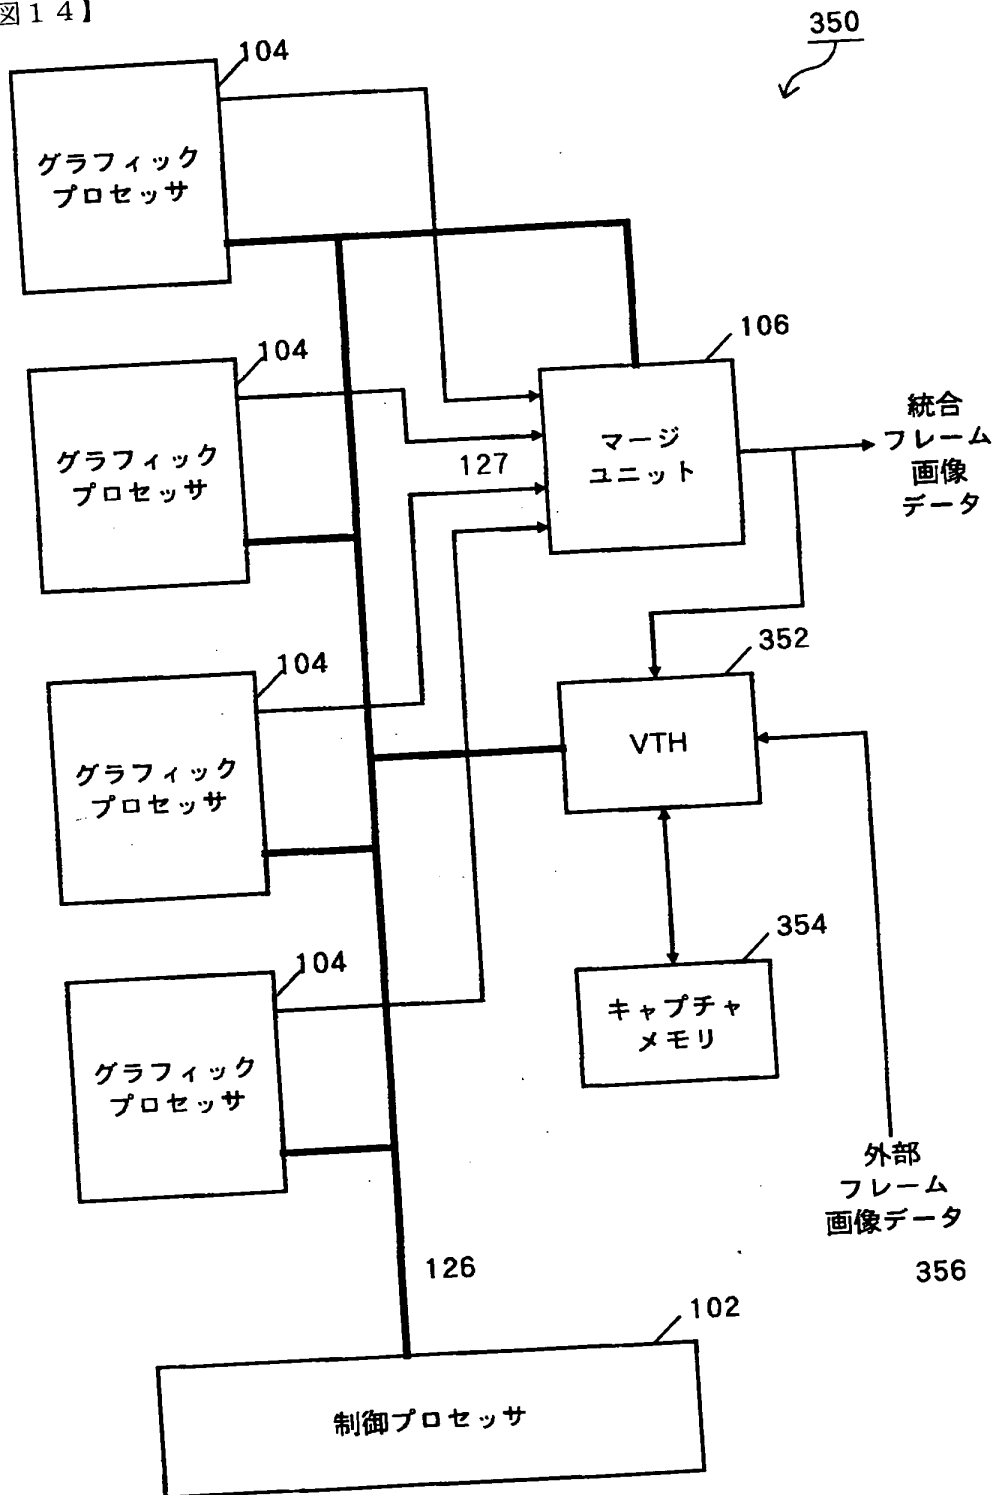 図14】
350
104
グラフィック
プロセッサ
104
グラフィック
プロセッサ
104
グラフィック
プロセッサ
104
グラフィック
プロセッサ
106
マージ
ユニット
127
統合
フレーム
画像
データ
352
VTH
354
キャプチャ
メモリ
外部
フレーム
画像データ
356
126
102
制御プロセッサ